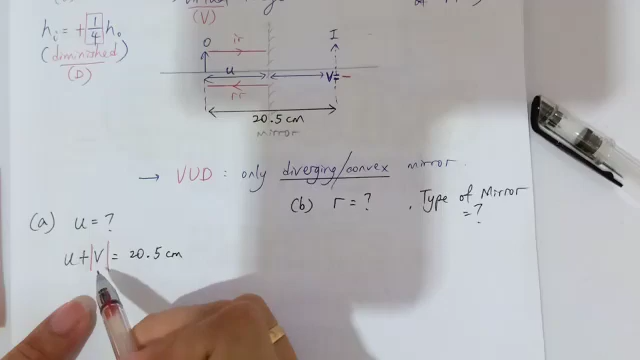 virtual
(V)
hi = + 1/4 ho
(diminished)
(D)
O
ir
I
u
V= −
rr
20.5 cm
mirror
→ VUD : only diverging/convex mirror.
(b) r = ? , Type of Mirror
= ?
(a) u = ?
u + |v| = 20.5 cm